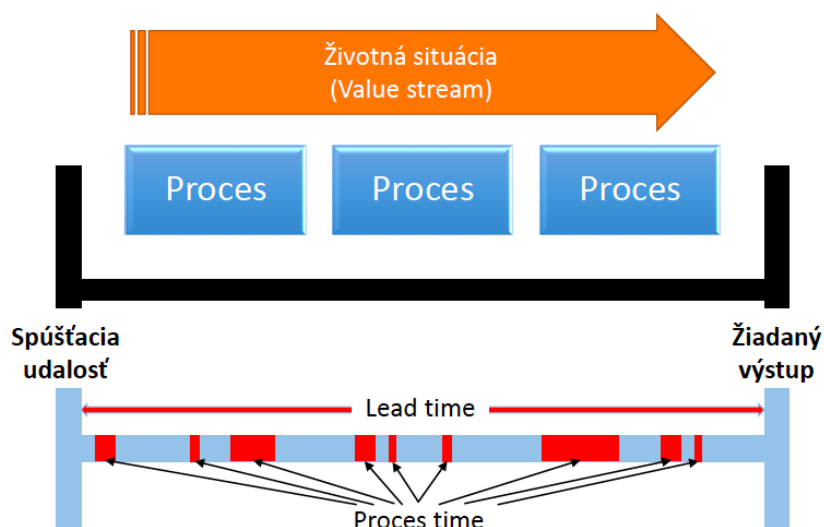 Životná situácia
(Value stream)
Proces
Proces
Proces
Spúšťacia
udalosť
Žiadaný
výstup
Lead time
Proces time